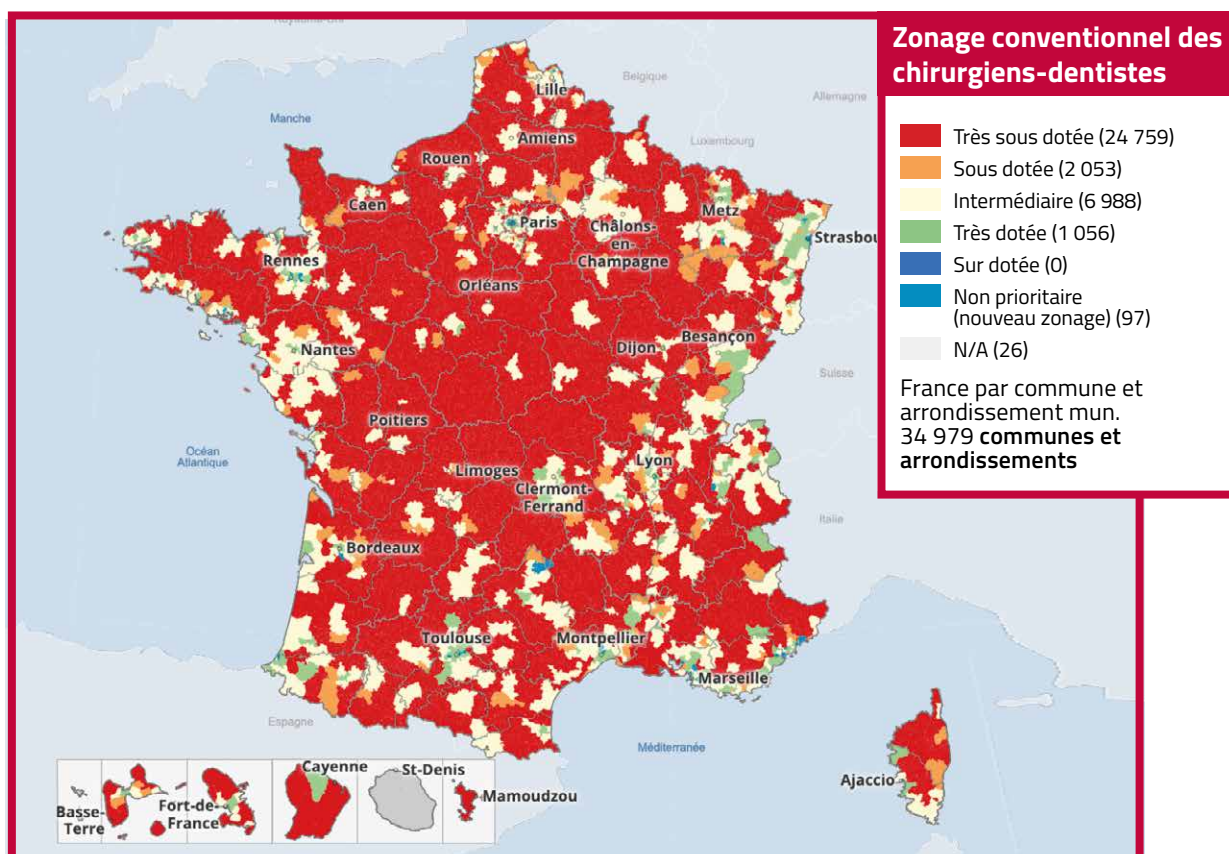 Royaume-Uni
Zonage conventionnel des
chirurgiens-dentistes
Belgique
Allemagne
Lille
Manche
Luxembourg
Amiens
Très sous dotée (24 759)
Rouen
Sous dotée (2 053)
Caen
Metz
Intermédiaire (6 988)
Paris
Châlons-
en-
Champagne
Strasbou
Très dotée (1 056)
Rennes
Sur dotée (0)
Orléans
Non prioritaire
(nouveau zonage) (97)
Besançon
Dijon
Nantes
N/A (26)
Suisse
France par commune et
arrondissement mun.
34 979 communes et
arrondissements
Poitiers
Océan
Atlantique
Limoges
Lyon
Clermont-
Ferrand
Italie
Bordeaux
Toulouse
Montpellier
Marseille
Espagne
Méditerranée
Cayenne
St-Denis
Ajaccio
Mamoudzou
Basse-
Terre
Fort-de-
France